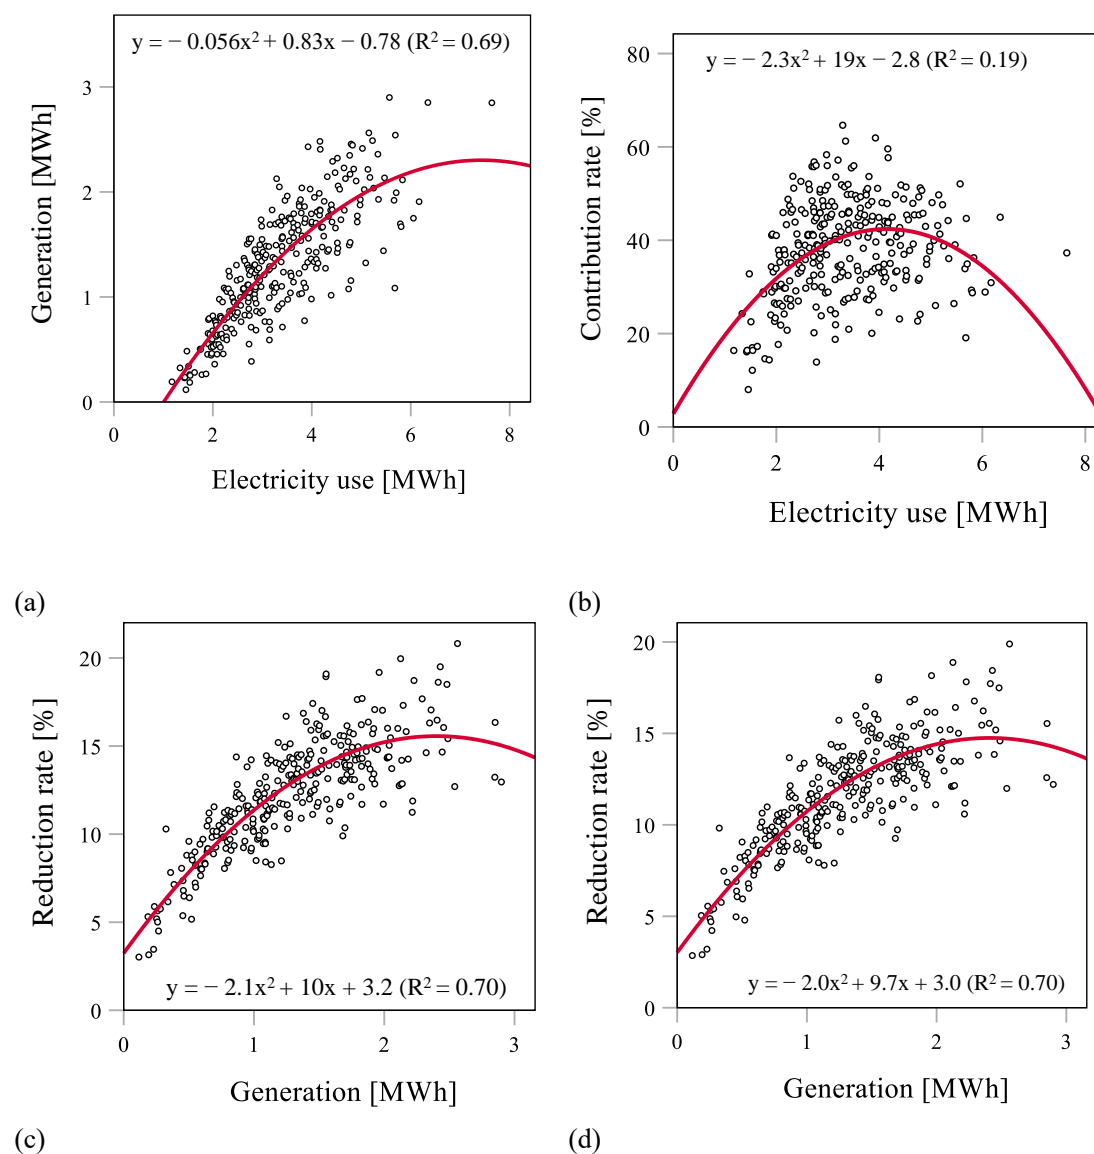 y = − 0.056x² + 0.83x − 0.78 (R² = 0.69)
Generation [MWh]
3
2
1
0
0 2 4 6 8
Electricity use [MWh]
(a)
y = − 2.3x² + 19x − 2.8 (R² = 0.19)
Contribution rate [%]
80
60
40
20
0
0 2 4 6 8
Electricity use [MWh]
(b)
Reduction rate [%]
20
15
10
5
0
y = − 2.1x² + 10x + 3.2 (R² = 0.70)
0 1 2 3
Generation [MWh]
(c)
Reduction rate [%]
20
15
10
5
0
y = − 2.0x² + 9.7x + 3.0 (R² = 0.70)
0 1 2 3
Generation [MWh]
(d)